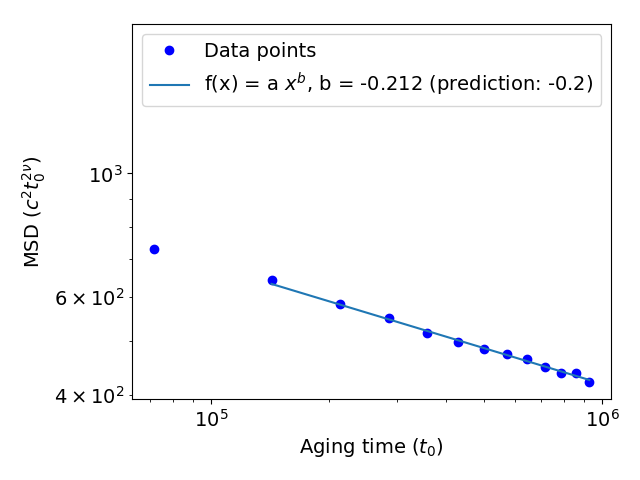 Data points
f(x) = a x^b, b = -0.212 (prediction: -0.2)
MSD (c^2 t_0^{2ν})
10^3
6 × 10^2
4 × 10^2
10^5
10^6
Aging time (t_0)